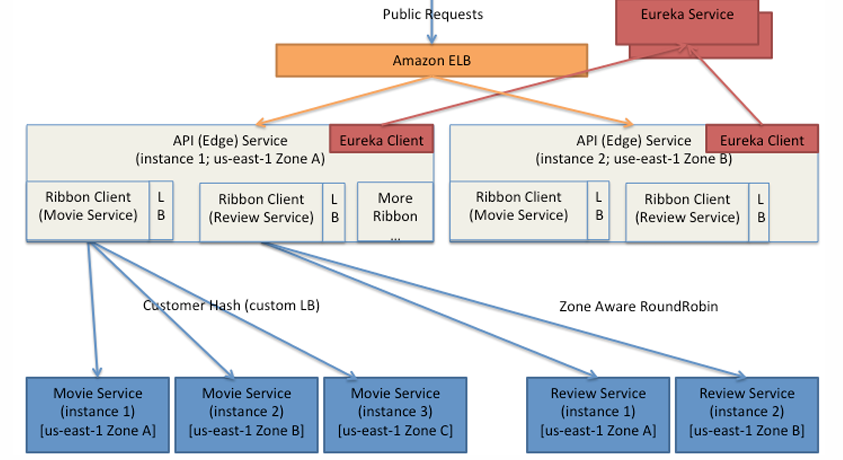 Public Requests
Eureka Service
Amazon ELB
API (Edge) Service
(instance 1; us-east-1 Zone A)
Eureka Client
API (Edge) Service
(instance 2; use-east-1 Zone B)
Eureka Client
Ribbon Client
(Movie Service)
L
B
Ribbon Client
(Review Service)
L
B
More
Ribbon
...
Ribbon Client
(Movie Service)
L
B
Ribbon Client
(Review Service)
L
B
Customer Hash (custom LB)
Zone Aware RoundRobin
Movie Service
(instance 1)
[us-east-1 Zone A]
Movie Service
(instance 2)
[us-east-1 Zone B]
Movie Service
(instance 3)
[us-east-1 Zone C]
Review Service
(instance 1)
[us-east-1 Zone A]
Review Service
(instance 2)
[us-east-1 Zone B]